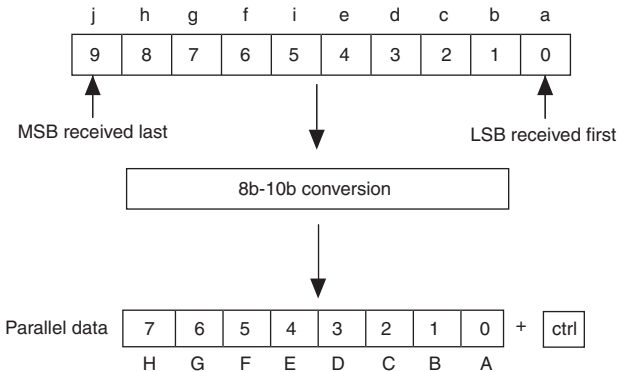 j h g f i e d c b a
9 8 7 6 5 4 3 2 1 0
MSB received last LSB received first
8b-10b conversion
Parallel data 7 6 5 4 3 2 1 0 + ctrl
H G F E D C B A